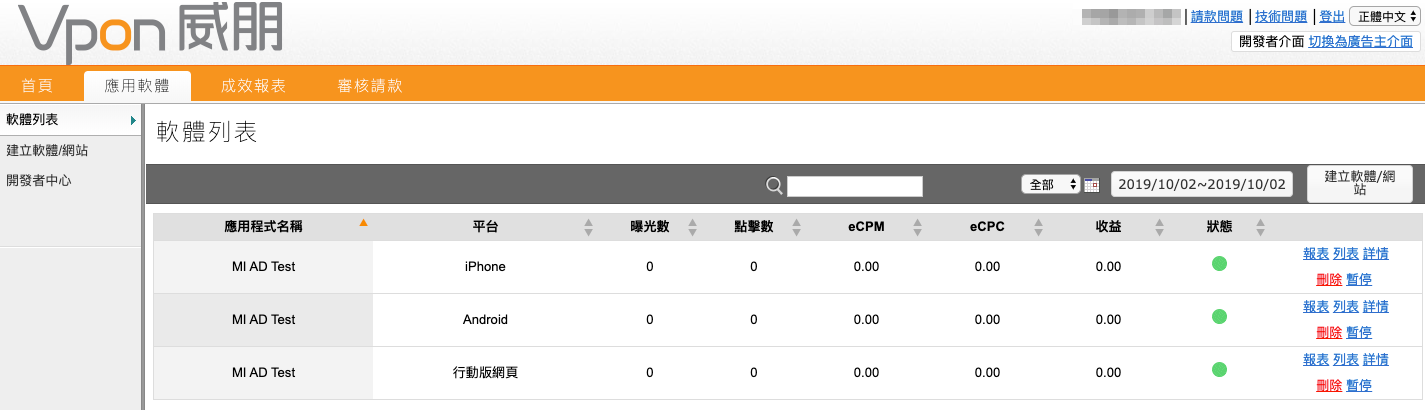 Vpon 威朋
| 請款問題 | 技術問題 | 登出 正體中文
開發者介面 切換為廣告主介面
首頁 應用軟體 成效報表 審核請款
軟體列表
建立軟體/網站
開發者中心
軟體列表
全部 2019/10/02~2019/10/02 建立軟體/網
站
應用程式名稱 平台 曝光數 點擊數 eCPM eCPC 收益 狀態
MI AD Test iPhone 0 0 0.00 0.00 0.00 報表 列表 詳情
刪除 暫停
MI AD Test Android 0 0 0.00 0.00 0.00 報表 列表 詳情
刪除 暫停
MI AD Test 行動版網頁 0 0 0.00 0.00 0.00 報表 列表 詳情
刪除 暫停